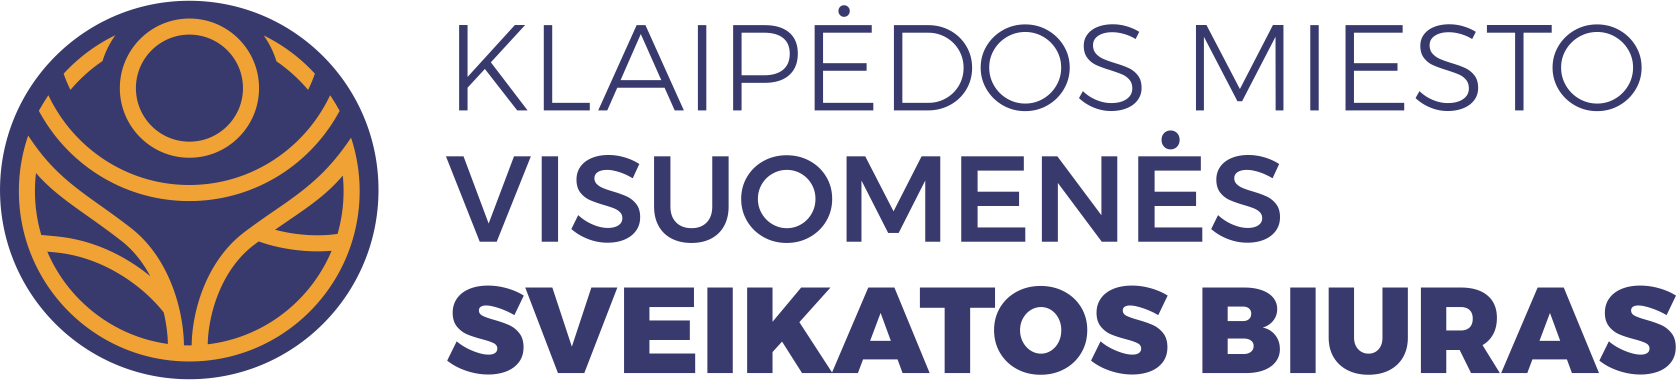 KLAIPĖDOS MIESTO
VISUOMENĖS
SVEIKATOS BIURAS